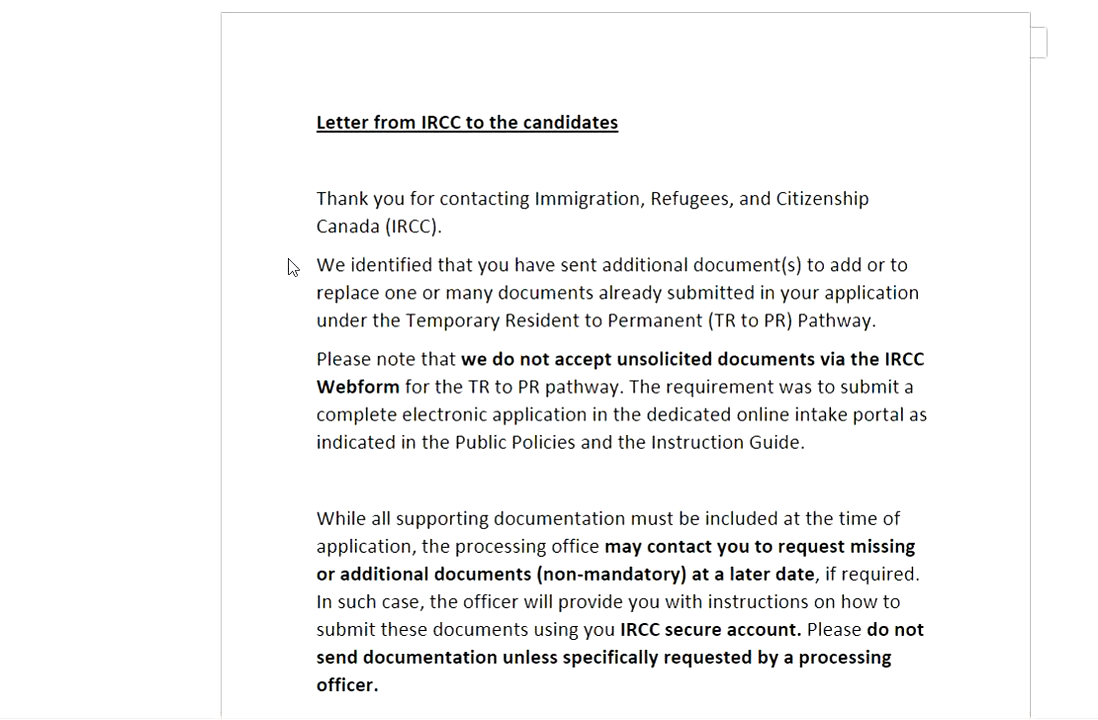 Letter from IRCC to the candidates
Thank you for contacting Immigration, Refugees, and Citizenship
Canada (IRCC).
We identified that you have sent additional document(s) to add or to
replace one or many documents already submitted in your application
under the Temporary Resident to Permanent (TR to PR) Pathway.
Please note that we do not accept unsolicited documents via the IRCC
Webform for the TR to PR pathway. The requirement was to submit a
complete electronic application in the dedicated online intake portal as
indicated in the Public Policies and the Instruction Guide.
While all supporting documentation must be included at the time of
application, the processing office may contact you to request missing
or additional documents (non-mandatory) at a later date, if required.
In such case, the officer will provide you with instructions on how to
submit these documents using you IRCC secure account. Please do not
send documentation unless specifically requested by a processing
officer.